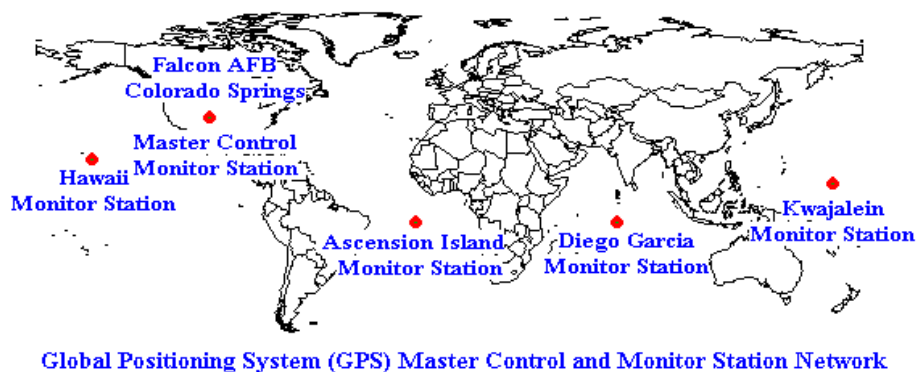 Falcon AFB
Colorado Springs
Master Control
Monitor Station
Hawaii
Monitor Station
Ascension Island
Monitor Station
Diego Garcia
Monitor Station
Kwajalein
Monitor Station
Global Positioning System (GPS) Master Control and Monitor Station Network